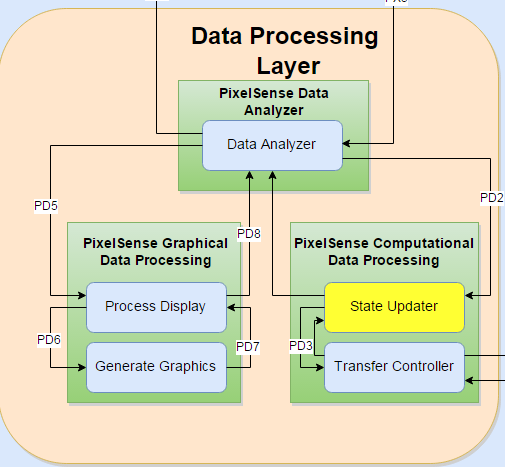 Data Processing
Layer
PixelSense Data
Analyzer
Data Analyzer
PD5
PD8
PD2
PixelSense Graphical
Data Processing
Process Display
PD6
PD7
Generate Graphics
PixelSense Computational
Data Processing
State Updater
PD3
Transfer Controller